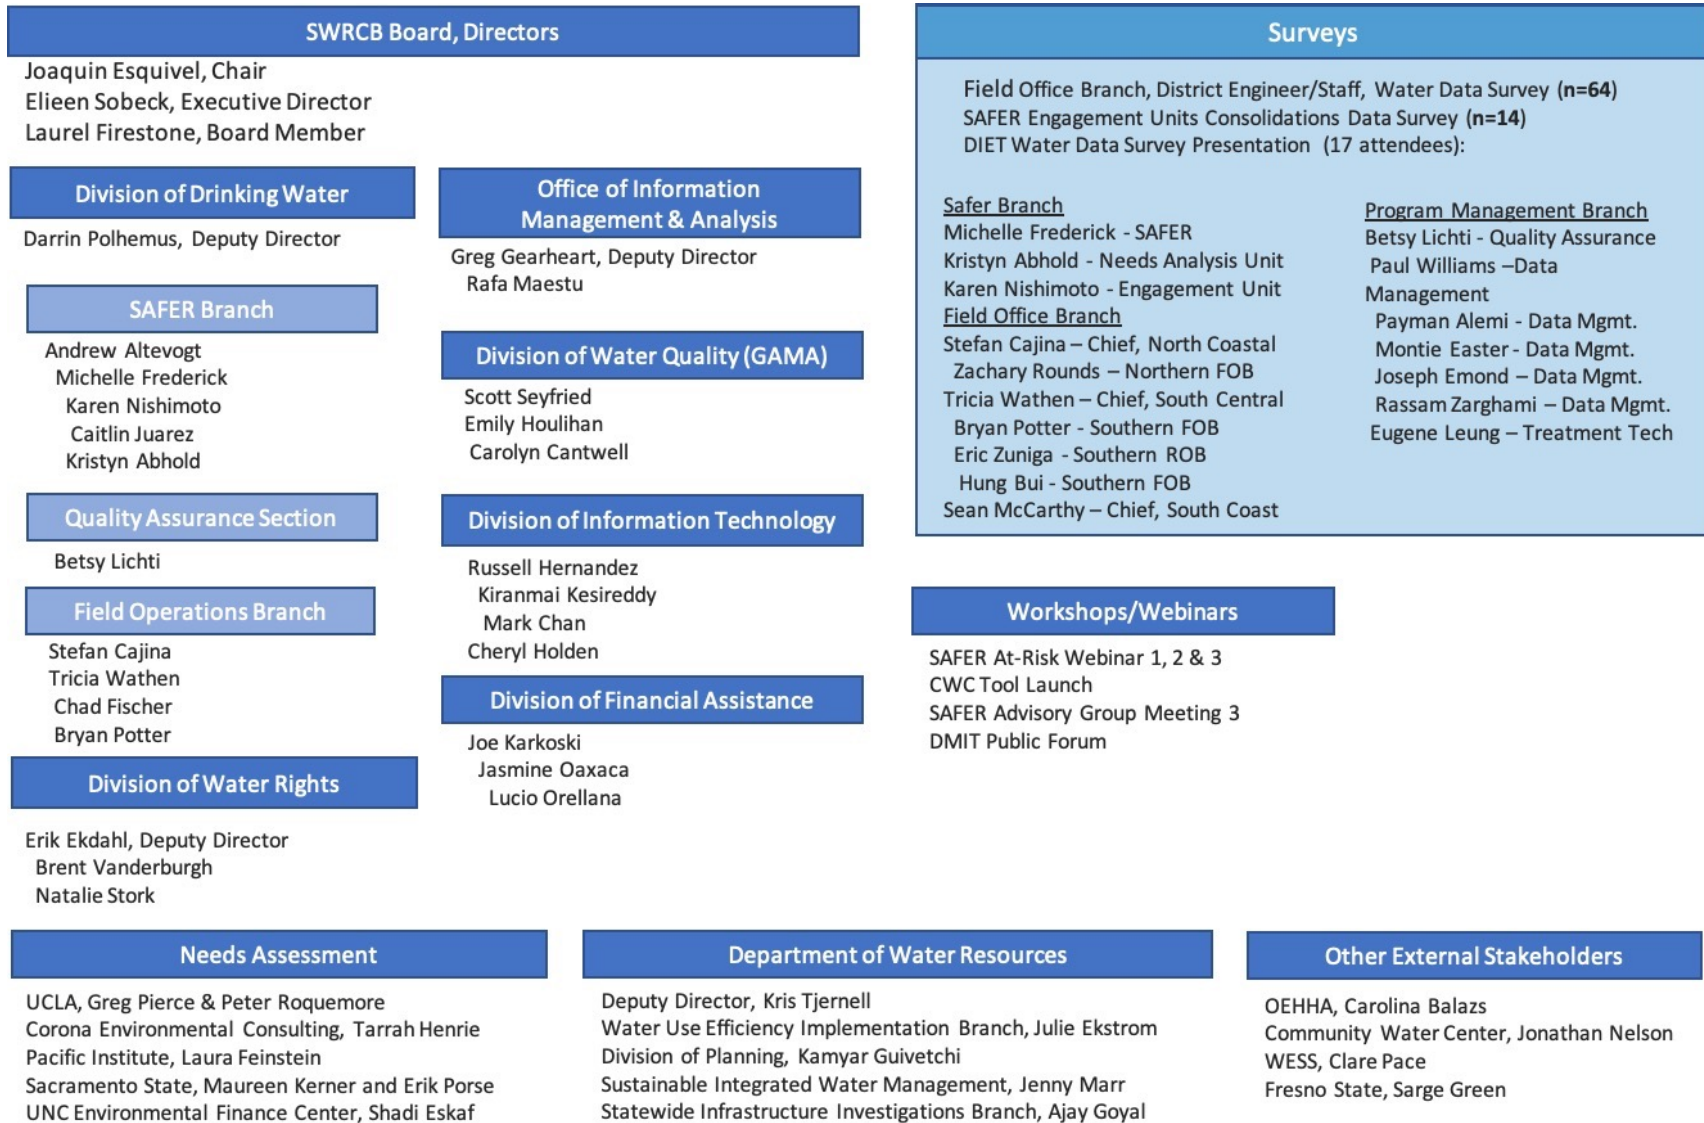 SWRCB Board, Directors
Joaquin Esquivel, Chair
Elieen Sobeck, Executive Director
Laurel Firestone, Board Member
Division of Drinking Water
Darrin Polhemus, Deputy Director
SAFER Branch
Andrew Altevogt
Michelle Frederick
Karen Nishimoto
Caitlin Juarez
Kristyn Abhold
Quality Assurance Section
Betsy Lichti
Field Operations Branch
Stefan Cajina
Tricia Wathen
Chad Fischer
Bryan Potter
Division of Water Rights
Erik Ekdahl, Deputy Director
Brent Vanderburgh
Natalie Stork
Office of Information
Management & Analysis
Greg Gearheart, Deputy Director
Rafa Maestu
Division of Water Quality (GAMA)
Scott Seyfried
Emily Houlihan
Carolyn Cantwell
Division of Information Technology
Russell Hernandez
Kiranmai Kesireddy
Mark Chan
Cheryl Holden
Division of Financial Assistance
Joe Karkoski
Jasmine Oaxaca
Lucio Orellana
Surveys
Field Office Branch, District Engineer/Staff, Water Data Survey (n=64)
SAFER Engagement Units Consolidations Data Survey (n=14)
DIET Water Data Survey Presentation (17 attendees):
Safer Branch
Michelle Frederick - SAFER
Kristyn Abhold - Needs Analysis Unit
Karen Nishimoto - Engagement Unit
Field Office Branch
Stefan Cajina – Chief, North Coastal
Zachary Rounds – Northern FOB
Tricia Wathen – Chief, South Central
Bryan Potter - Southern FOB
Eric Zuniga - Southern ROB
Hung Bui - Southern FOB
Sean McCarthy – Chief, South Coast
Program Management Branch
Betsy Lichti - Quality Assurance
Paul Williams –Data
Management
Payman Alemi - Data Mgmt.
Montie Easter - Data Mgmt.
Joseph Emond – Data Mgmt.
Rassam Zarghami – Data Mgmt.
Eugene Leung – Treatment Tech
Workshops/Webinars
SAFER At-Risk Webinar 1, 2 & 3
CWC Tool Launch
SAFER Advisory Group Meeting 3
DMIT Public Forum
Needs Assessment
UCLA, Greg Pierce & Peter Roquemore
Corona Environmental Consulting, Tarrah Henrie
Pacific Institute, Laura Feinstein
Sacramento State, Maureen Kerner and Erik Porse
UNC Environmental Finance Center, Shadi Eskaf
Department of Water Resources
Deputy Director, Kris Tjernell
Water Use Efficiency Implementation Branch, Julie Ekstrom
Division of Planning, Kamyar Guivetchi
Sustainable Integrated Water Management, Jenny Marr
Statewide Infrastructure Investigations Branch, Ajay Goyal
Other External Stakeholders
OEHHA, Carolina Balazs
Community Water Center, Jonathan Nelson
WESS, Clare Pace
Fresno State, Sarge Green